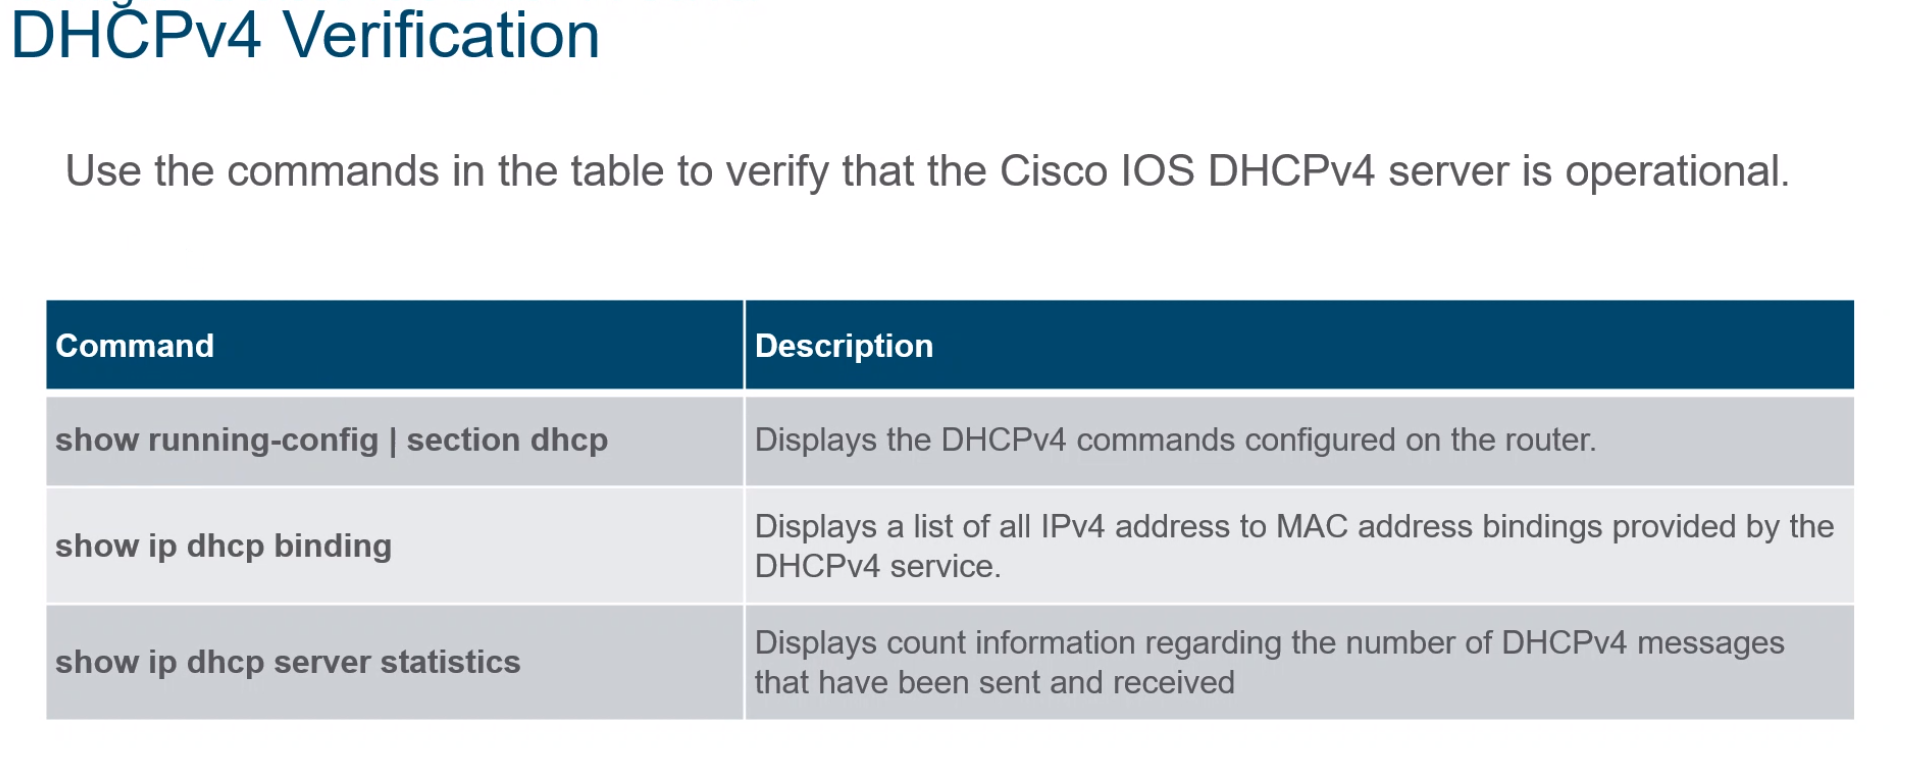 DHCPv4 Verification
Use the commands in the table to verify that the Cisco IOS DHCPv4 server is operational.
Command
Description
show running-config | section dhcp
Displays the DHCPv4 commands configured on the router.
show ip dhcp binding
Displays a list of all IPv4 address to MAC address bindings provided by the
DHCPv4 service.
show ip dhcp server statistics
Displays count information regarding the number of DHCPv4 messages
that have been sent and received